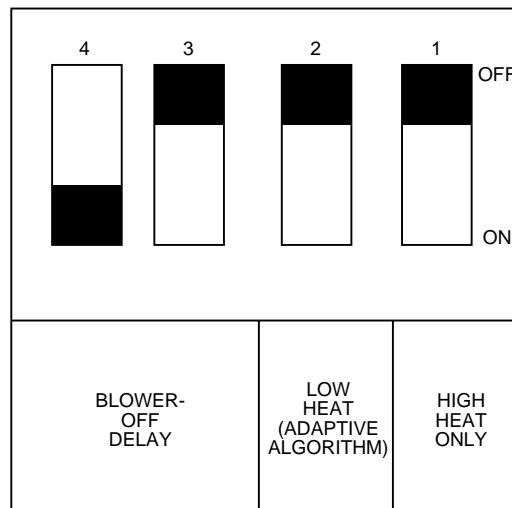 4 3 2 1
OFF
ON
BLOWER-
OFF
DELAY
LOW
HEAT
(ADAPTIVE
ALGORITHM)
HIGH
HEAT
ONLY